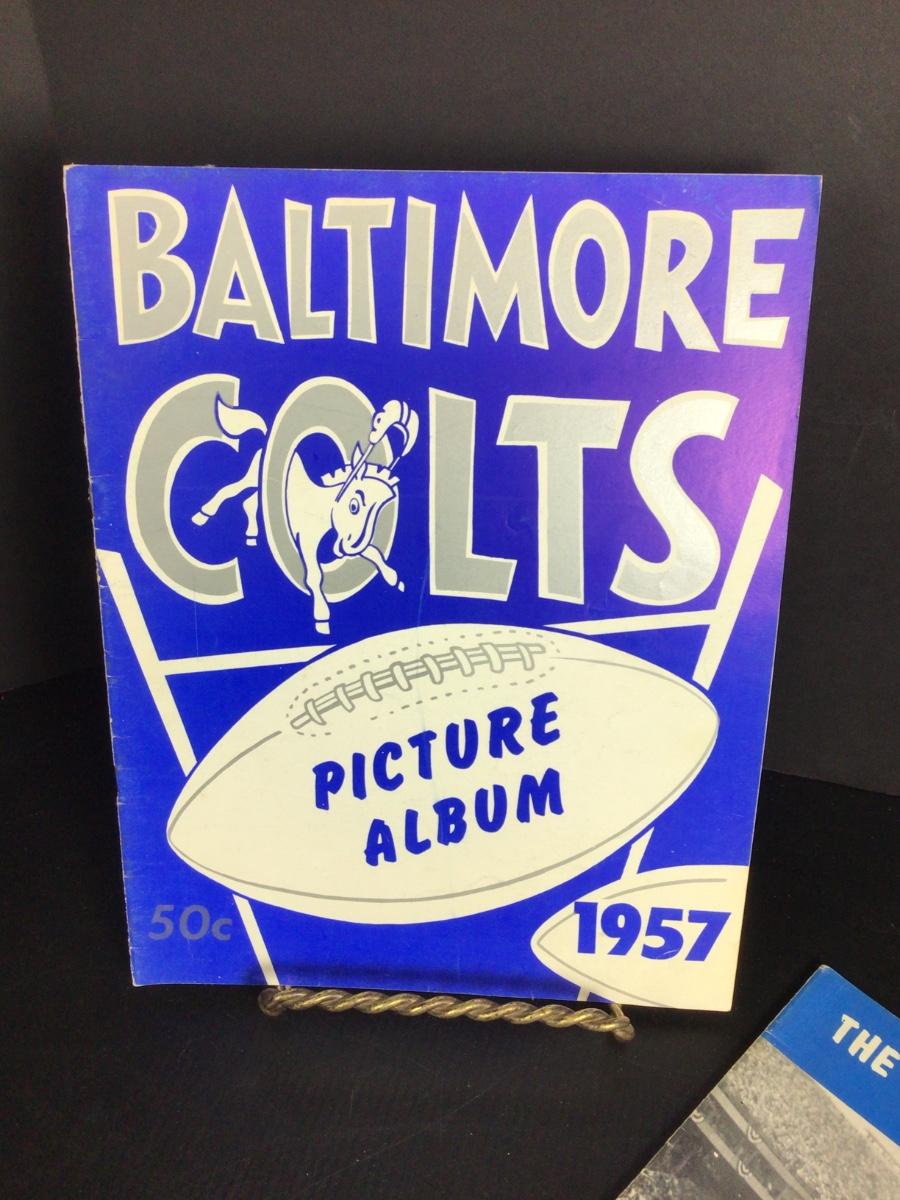 BALTIMORE
COLTS
PICTURE
ALBUM
50c
1957
THE